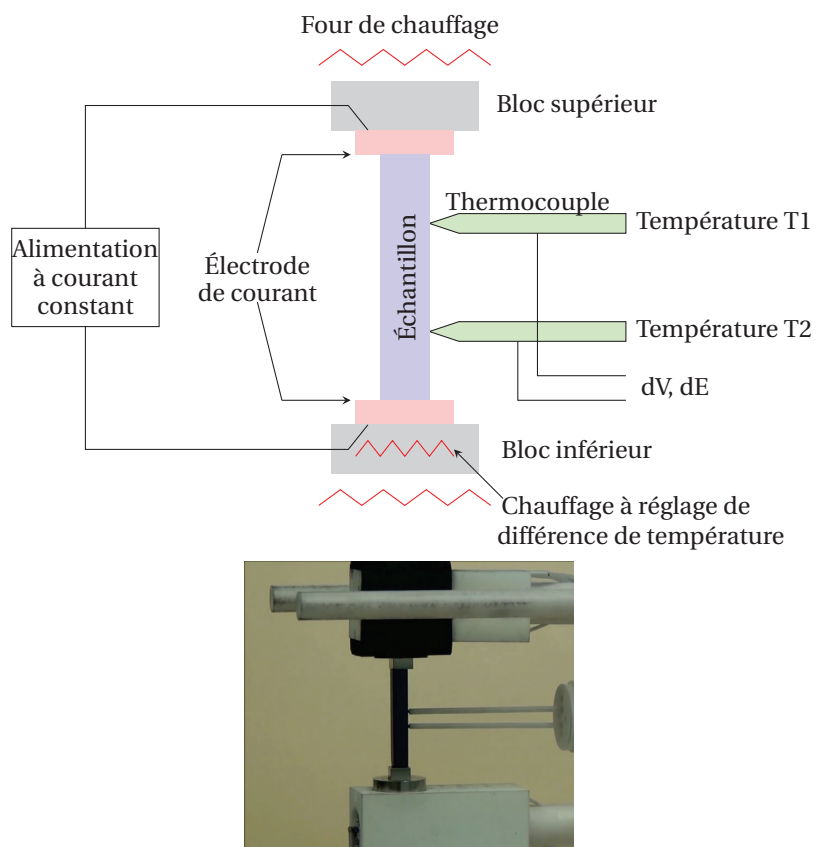 Four de chauffage
Bloc supérieur
Thermocouple
Température T1
Alimentation
à courant
constant
Électrode
de courant
Échantillon
Température T2
dV, dE
Bloc inférieur
Chauffage à réglage de
différence de température